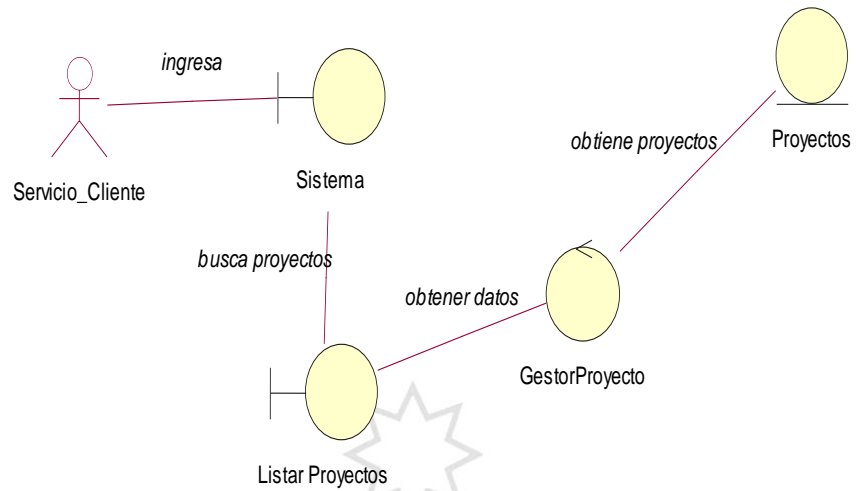 ingresa
Servicio_Cliente
Sistema
obtiene proyectos
Proyectos
busca proyectos
obtener datos
GestorProyecto
Listar Proyectos